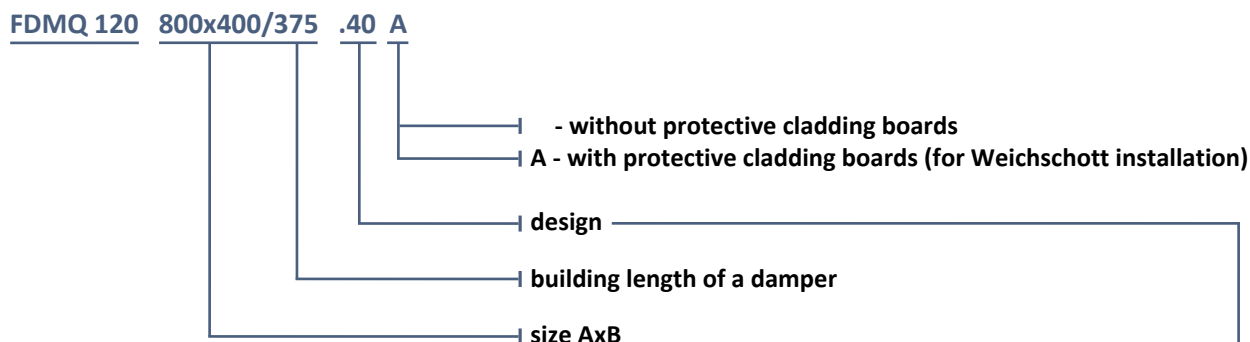 FDMQ 120 800x400/375 .40 A
- without protective cladding boards
A - with protective cladding boards (for Weichschott installation)
design
building length of a damper
size AxB